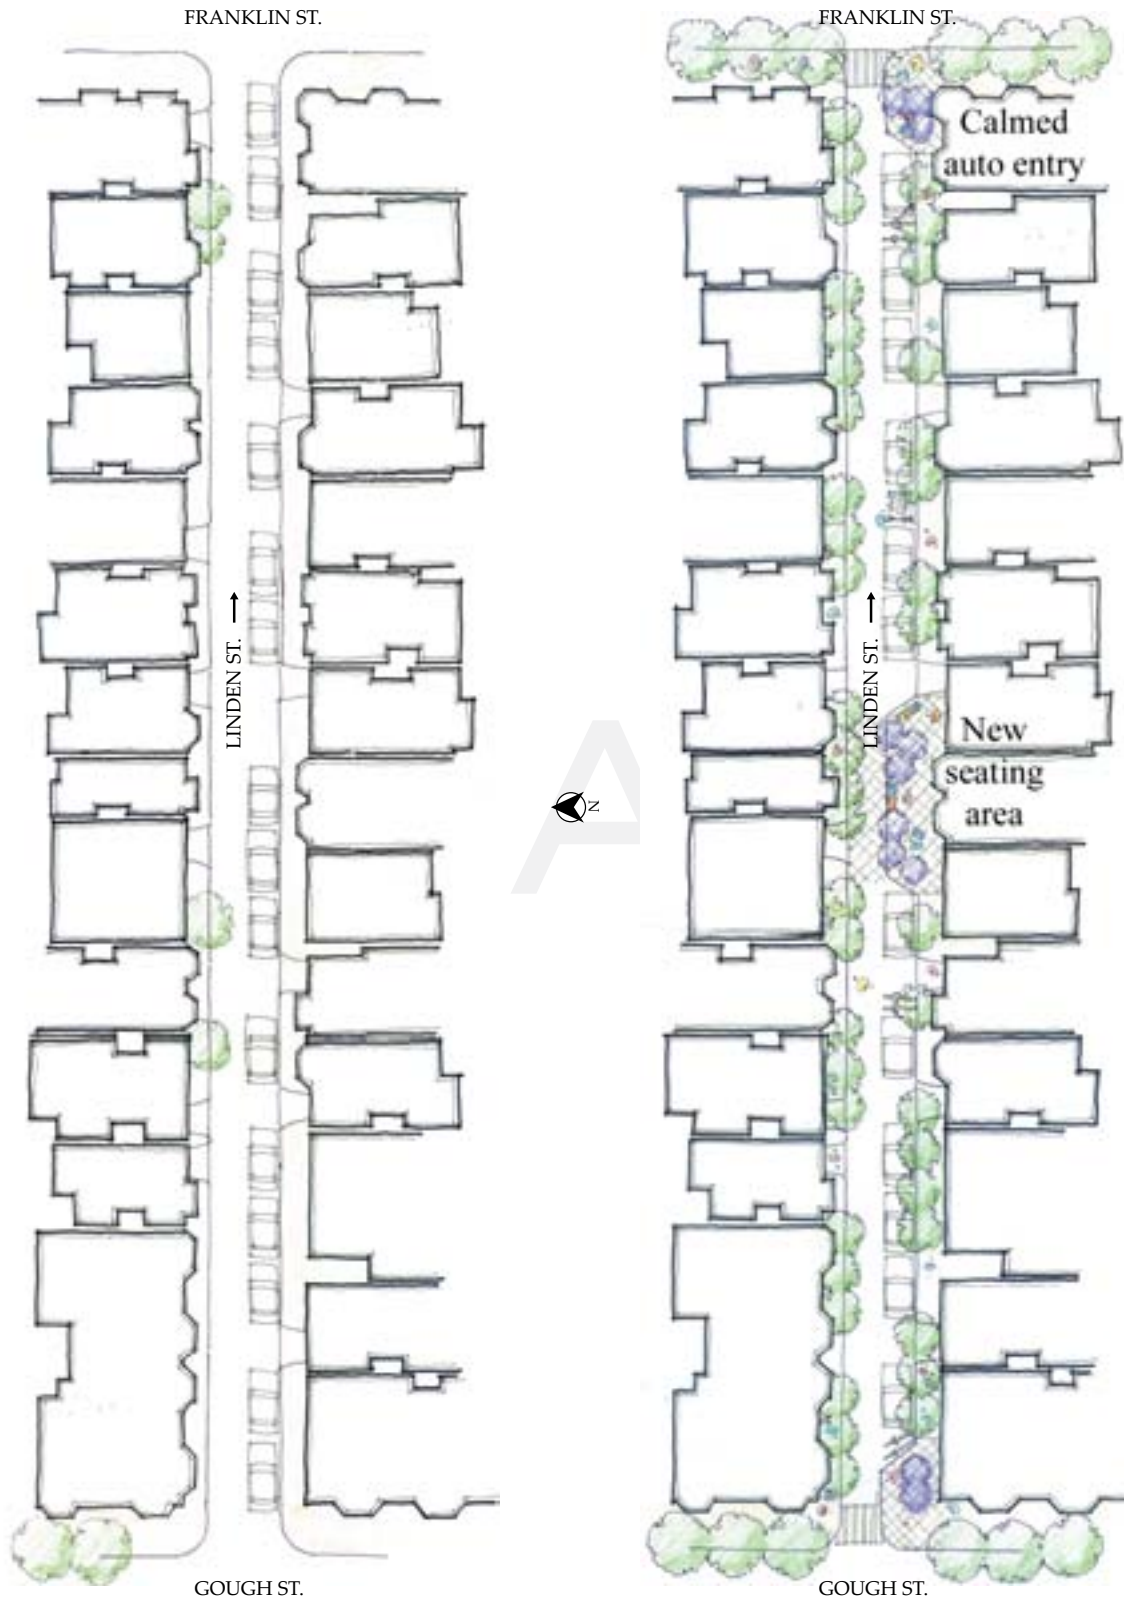 FRANKLIN ST.
FRANKLIN ST.
Calmed
auto entry
LINDEN ST.
LINDEN ST.
New
seating
area
N
A
GOUGH ST.
GOUGH ST.